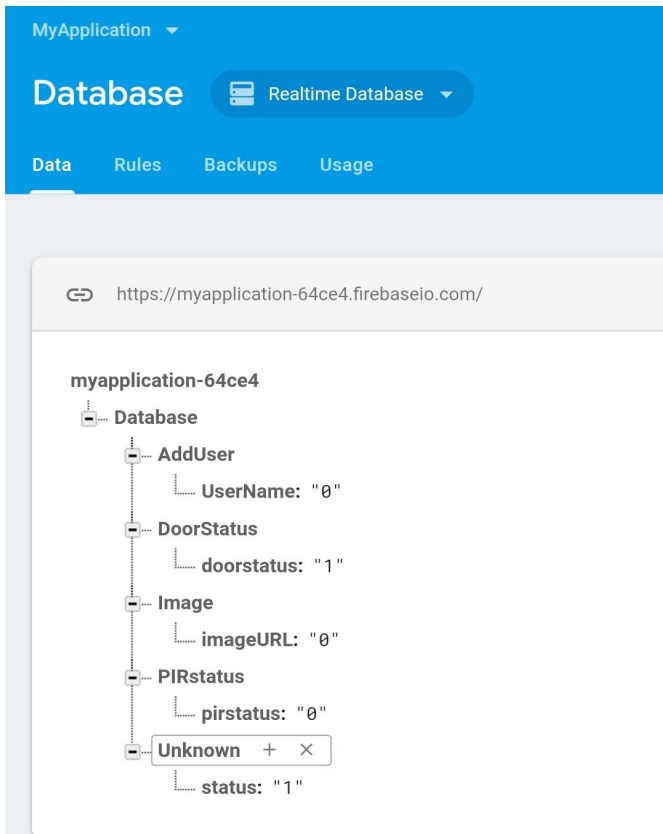 MyApplication
Database Realtime Database
Data Rules Backups Usage
https://myapplication-64ce4.firebaseio.com/
myapplication-64ce4
Database
AddUser
UserName: "0"
DoorStatus
doorstatus: "1"
Image
imageURL: "0"
PIRstatus
pirstatus: "0"
Unknown + ×
status: "1"